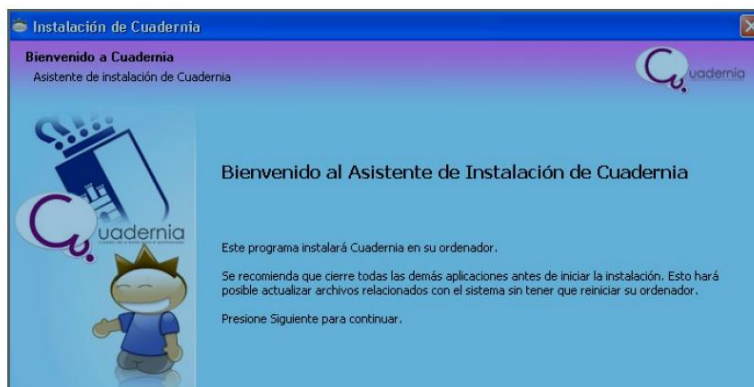 Instalación de Cuadernia
Bienvenido a Cuadernia
Asistente de instalación de Cuadernia
Cuadernia
Cuadernia
Bienvenido al Asistente de Instalación de Cuadernia
Este programa instalará Cuadernia en su ordenador.
Se recomienda que cierre todas las demás aplicaciones antes de iniciar la instalación. Esto hará
posible actualizar archivos relacionados con el sistema sin tener que reiniciar su ordenador.
Presione Siguiente para continuar.